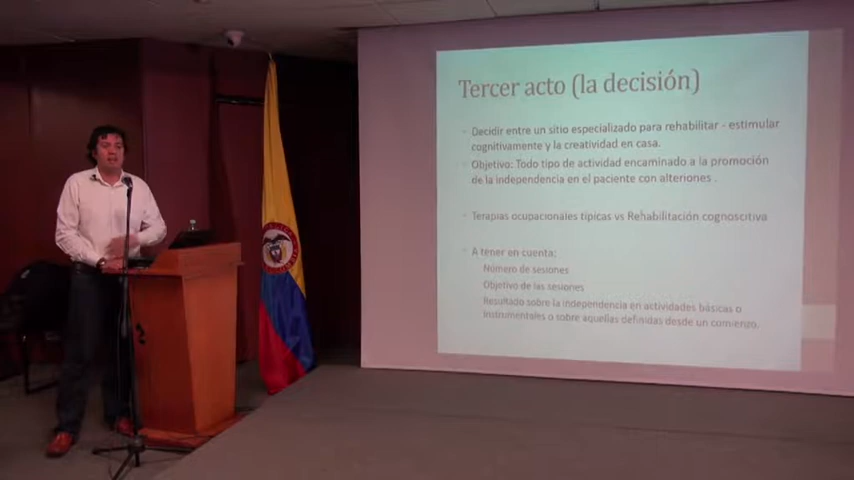 Tercer acto (la decisión)
Decidir entre un sitio especializado para rehabilitar - estimular
cognitivamente y la creatividad en casa.
Objetivo: Todo tipo de actividad encaminado a la promoción
de la independencia en el paciente con alteriones .
Terapias ocupacionales típicas vs Rehabilitación cognoscitiva
A tener en cuenta:
Número de sesiones
Objetivo de las sesiones
Resultado sobre la independencia en actividades básicas o
instrumentales o sobre aquellas definidas desde un comienzo.